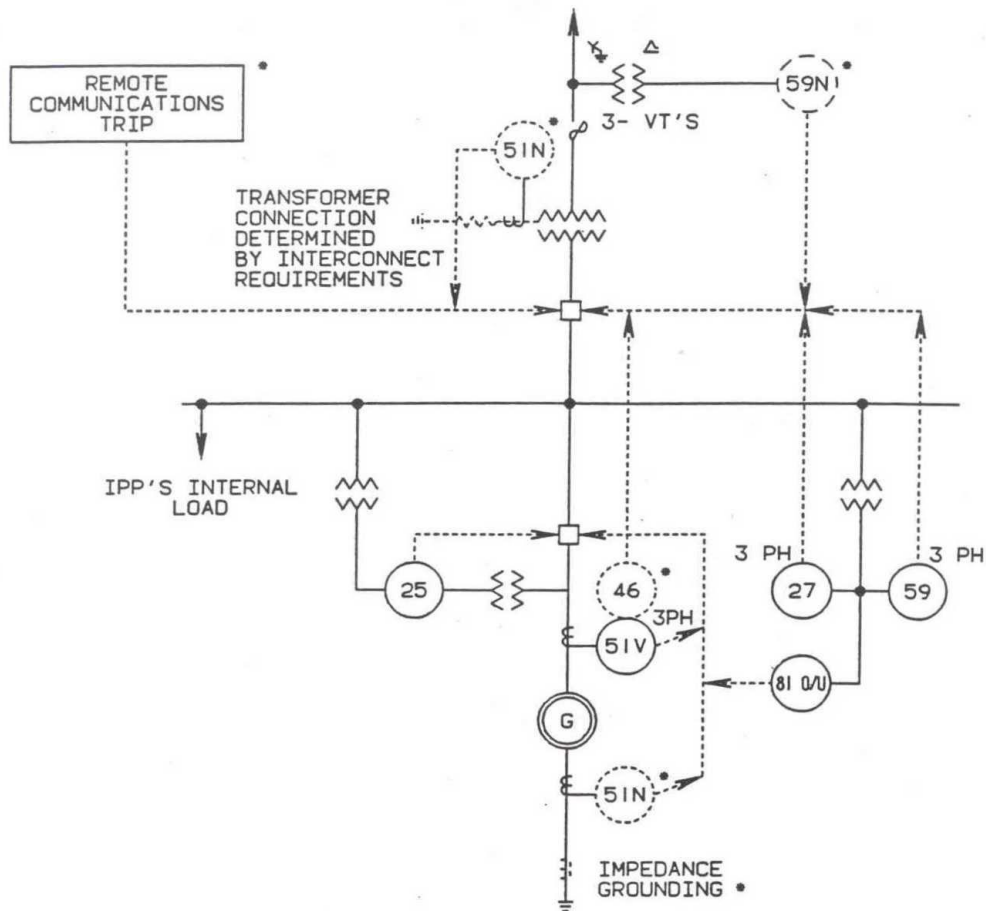 REMOTE
COMMUNICATIONS
TRIP
*
Y
Δ
59N
*
3- VT'S
51N
*
TRANSFORMER
CONNECTION
DETERMINED
BY INTERCONNECT
REQUIREMENTS
IPP'S INTERNAL
LOAD
25
46
*
3PH
51V
3 PH
27
3 PH
59
81 O/U
G
51N
*
IMPEDANCE
GROUNDING *